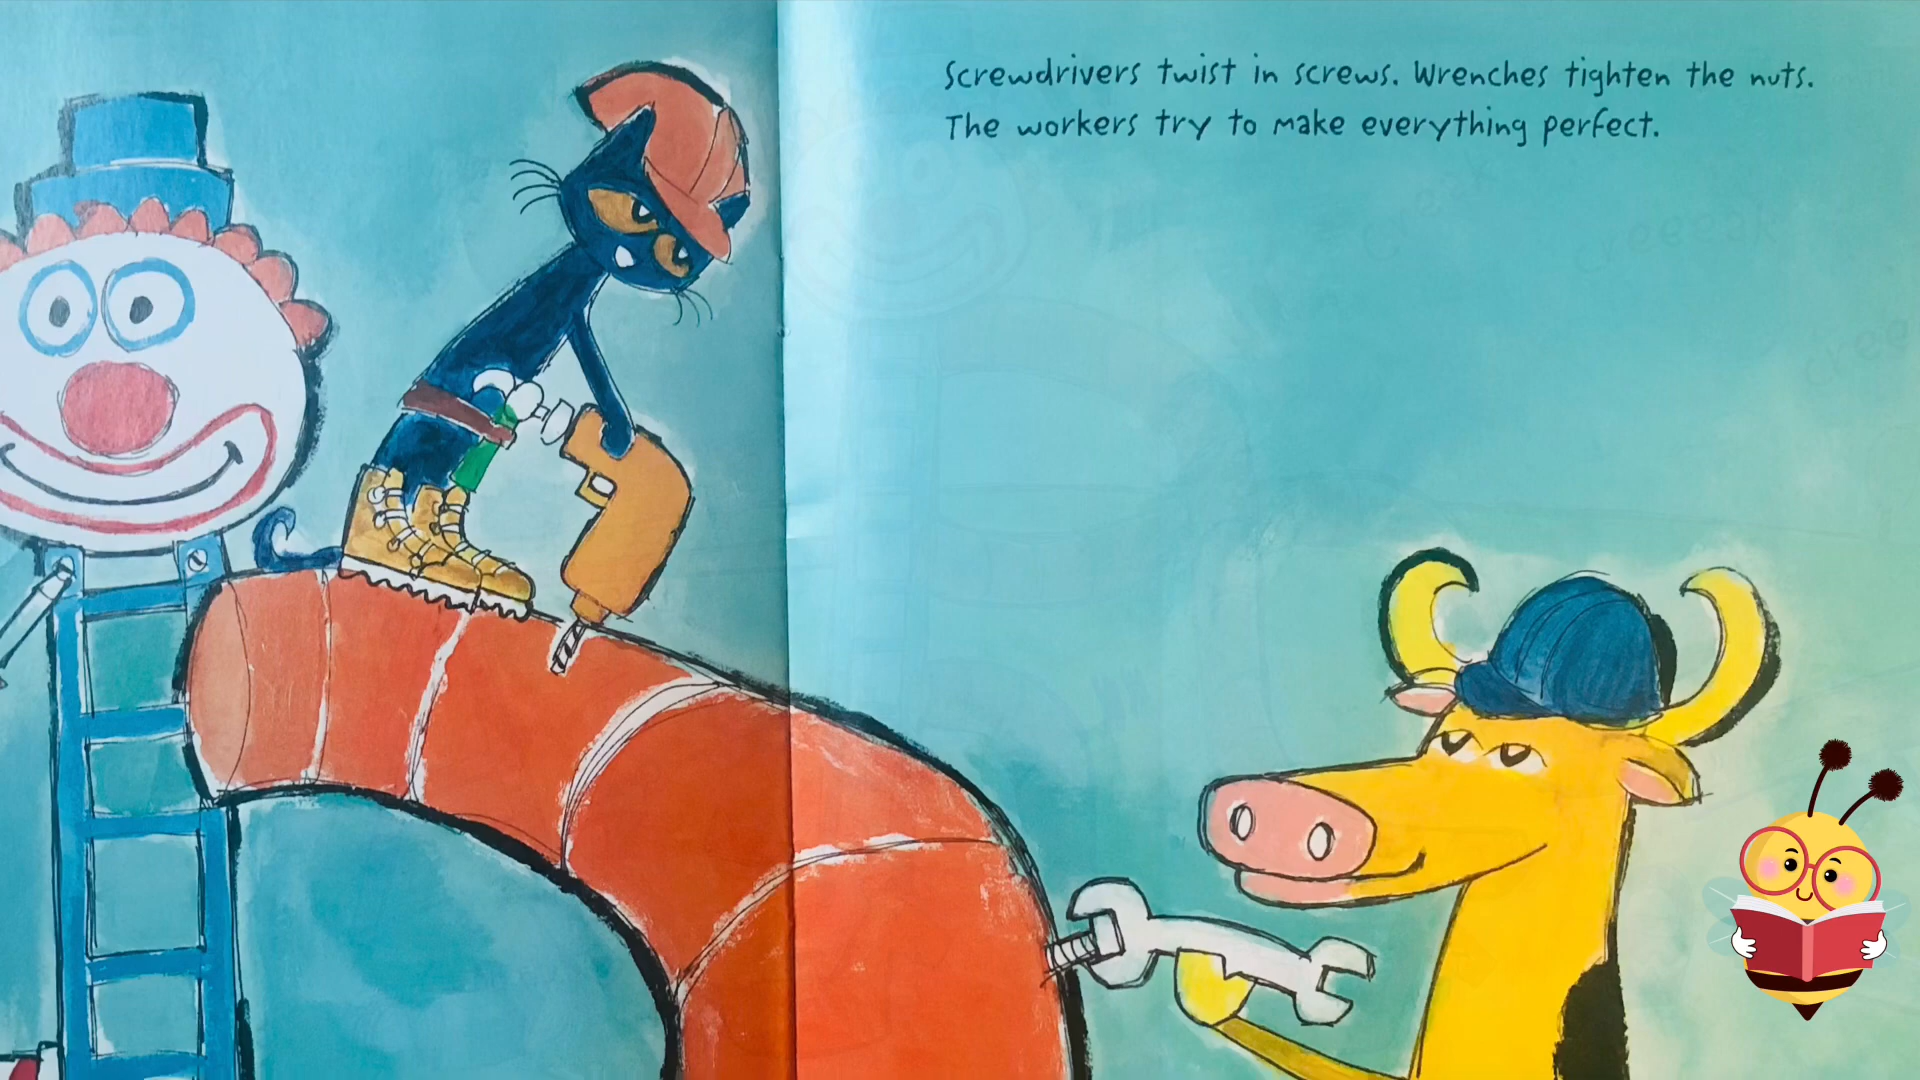 Screwdrivers twist in screws. Wrenches tighten the nuts.
The workers try to make everything perfect.